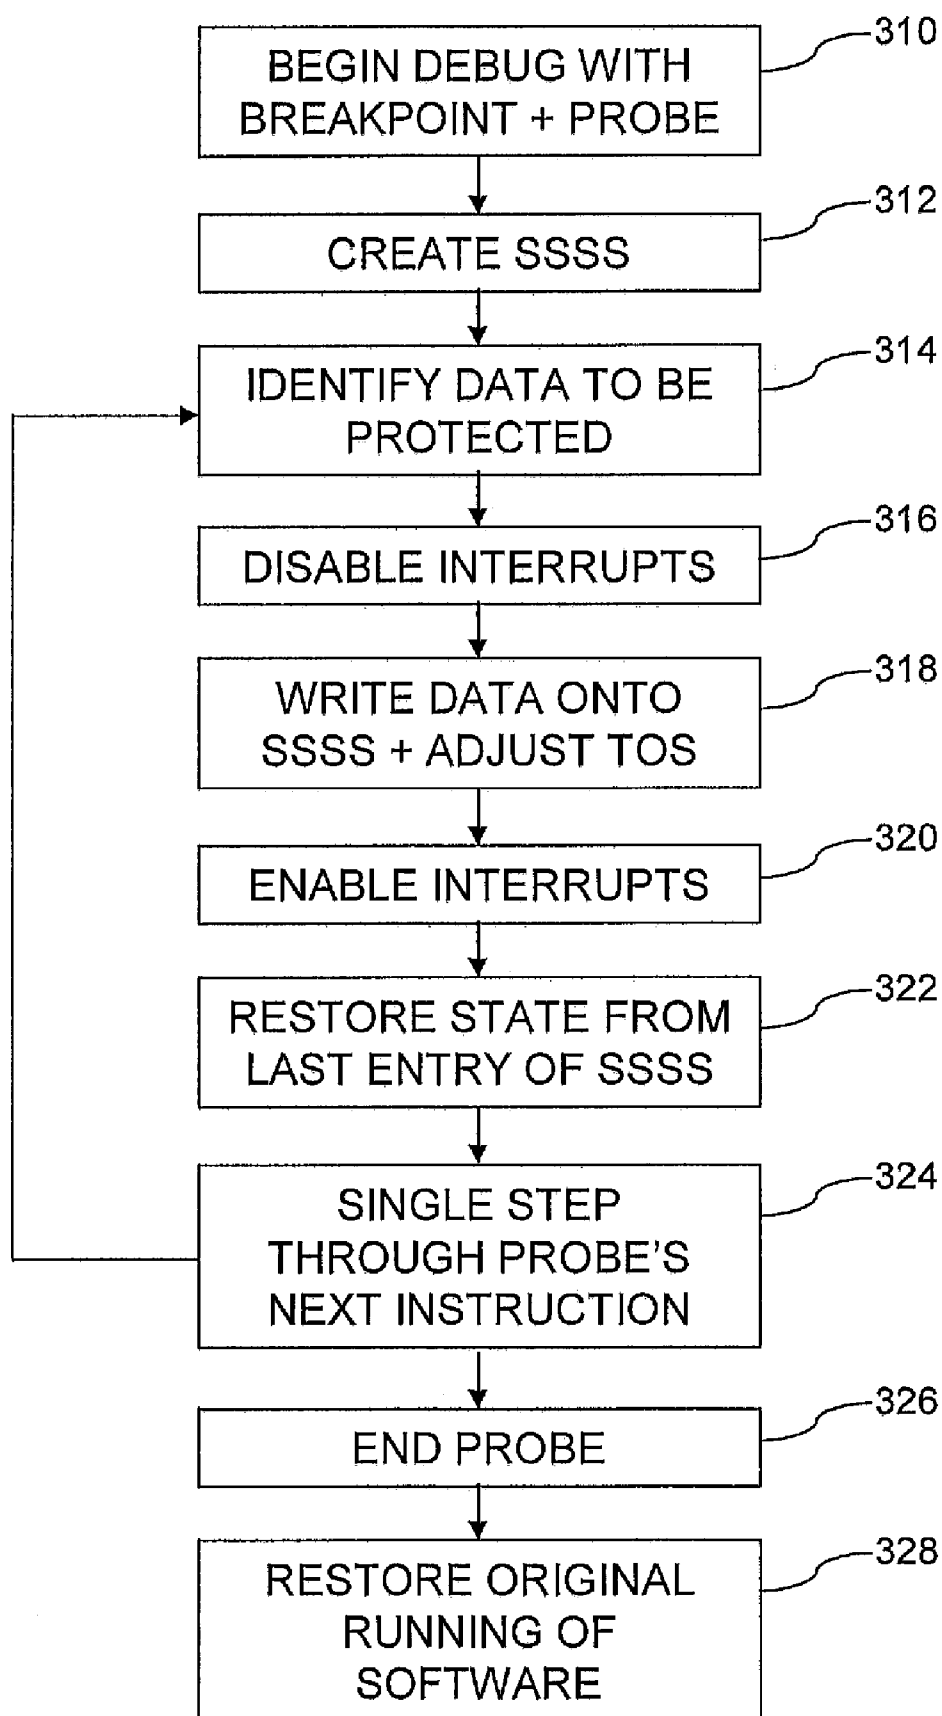 310
BEGIN DEBUG WITH
BREAKPOINT + PROBE
312
CREATE SSSS
314
IDENTIFY DATA TO BE
PROTECTED
316
DISABLE INTERRUPTS
318
WRITE DATA ONTO
SSSS + ADJUST TOS
320
ENABLE INTERRUPTS
322
RESTORE STATE FROM
LAST ENTRY OF SSSS
324
SINGLE STEP
THROUGH PROBE'S
NEXT INSTRUCTION
326
END PROBE
328
RESTORE ORIGINAL
RUNNING OF
SOFTWARE